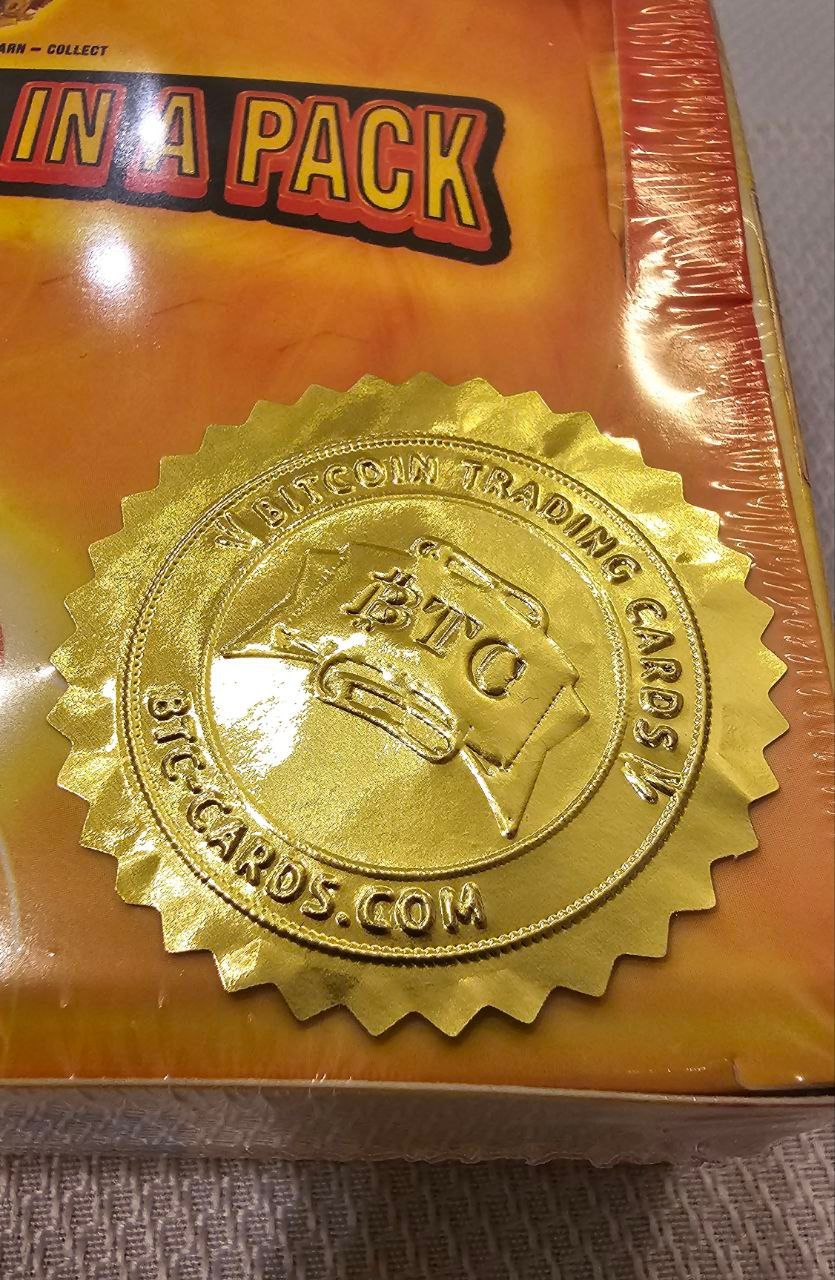 ARN – COLLECT
IN A PACK
BITCOIN TRADING CARDS
BTC
BTC-CARDS.COM